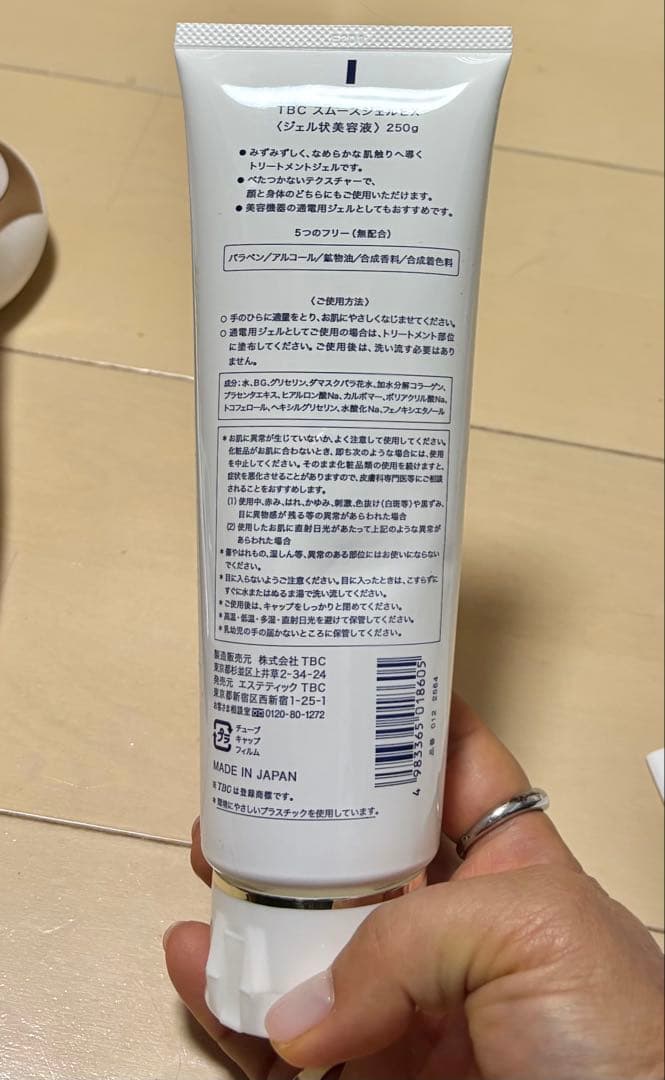 TBC スムースジェルEX
〈ジェル状美容液〉250g
● みずみずしく、なめらかな肌触りへ導く
トリートメントジェルです。
● べたつかないテクスチャーで、
顔と身体のどちらにもご使用いただけます。
● 美容機器の通電用ジェルとしてもおすすめです。
5つのフリー(無配合)
パラベン/アルコール/鉱物油/合成香料/合成着色料
〈ご使用方法〉
○ 手のひらに適量をとり、お肌にやさしくなじませてください。
○ 通電用ジェルとしてご使用の場合は、トリートメント部位
に塗布してください。ご使用後は、洗い流す必要はあり
ません。
成分:水、BG、グリセリン、ダマスクバラ花水、加水分解コラーゲン、
プラセンタエキス、ヒアルロン酸Na、カルボマー、ポリアクリル酸Na、
トコフェロール、ヘキシルグリセリン、水酸化Na、フェノキシエタノール
* お肌に異常が生じていないか、よく注意して使用してください。
化粧品がお肌に合わないとき、即ち次のような場合には、使用
を中止してください。そのまま化粧品類の使用を続けますと、
症状を悪化させることがありますので、皮膚科専門医等にご相談
されることをおすすめします。
(1) 使用中、赤み、はれ、かゆみ、刺激、色抜け(白斑等)や黒ずみ、
目に異物感が残る等の異常があらわれた場合
(2) 使用したお肌に直射日光があたって上記のような異常が
あらわれた場合
* 傷やはれもの、湿しん等、異常のある部位にはお使いにならない
でください。
* 目に入らないようご注意ください。目に入ったときは、こすらずに
すぐに水またはぬるま湯で洗い流してください。
* ご使用後は、キャップをしっかりと閉めてください。
* 高温・低温・多湿・直射日光を避けて保管してください。
* 乳幼児の手の届かないところに保管してください。
製造販売元 株式会社TBC
東京都杉並区上井草2-34-24
発売元 エステティックTBC
東京都新宿区西新宿1-25-1
お客さま相談室 0120-80-1272
プラ
チューブ
キャップ
フィルム
MADE IN JAPAN
※ TBCは登録商標です。
* 環境にやさしいプラスチックを使用しています。
4 983365 018605
品番 012 2564